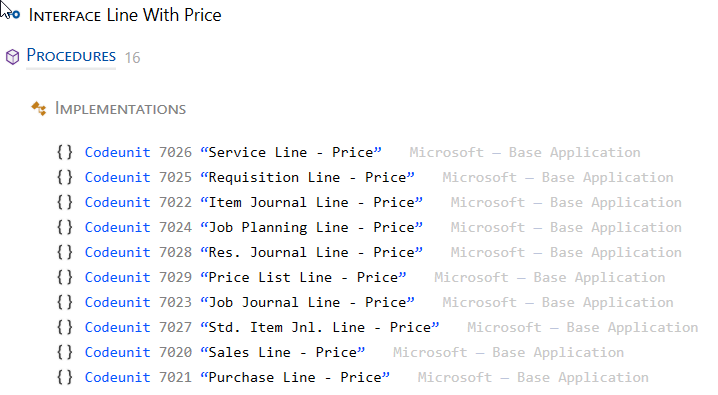 Interface Line With Price
Procedures 16
Implementations
{} Codeunit 7026 “Service Line - Price” Microsoft – Base Application
{} Codeunit 7025 “Requisition Line - Price” Microsoft – Base Application
{} Codeunit 7022 “Item Journal Line - Price” Microsoft – Base Application
{} Codeunit 7024 “Job Planning Line - Price” Microsoft – Base Application
{} Codeunit 7028 “Res. Journal Line - Price” Microsoft – Base Application
{} Codeunit 7029 “Price List Line - Price” Microsoft – Base Application
{} Codeunit 7023 “Job Journal Line - Price” Microsoft – Base Application
{} Codeunit 7027 “Std. Item Jnl. Line - Price” Microsoft – Base Application
{} Codeunit 7020 “Sales Line - Price” Microsoft – Base Application
{} Codeunit 7021 “Purchase Line - Price” Microsoft – Base Application